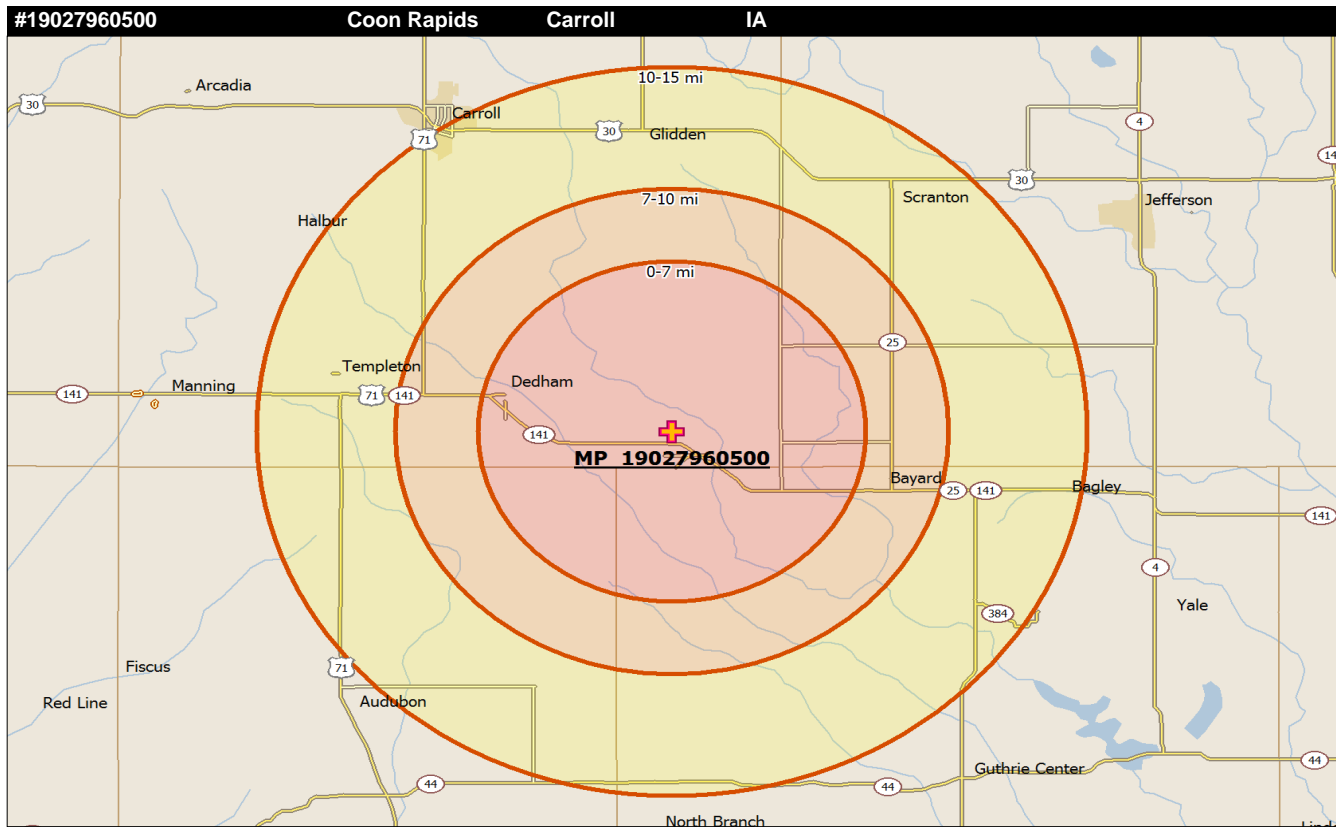 #19027960500 Coon Rapids Carroll IA
10-15 mi
Arcadia
30
Carroll
4
30
Glidden
71
14
30
7-10 mi
Scranton
Jefferson
Halbur
0-7 mi
25
Templeton
Dedham
Manning
141
71
141
141
MP 19027960500
Bayard
25
141
Bagley
141
4
Yale
384
Fiscus
71
Red Line
Audubon
Guthrie Center
44
44
44
North Branch